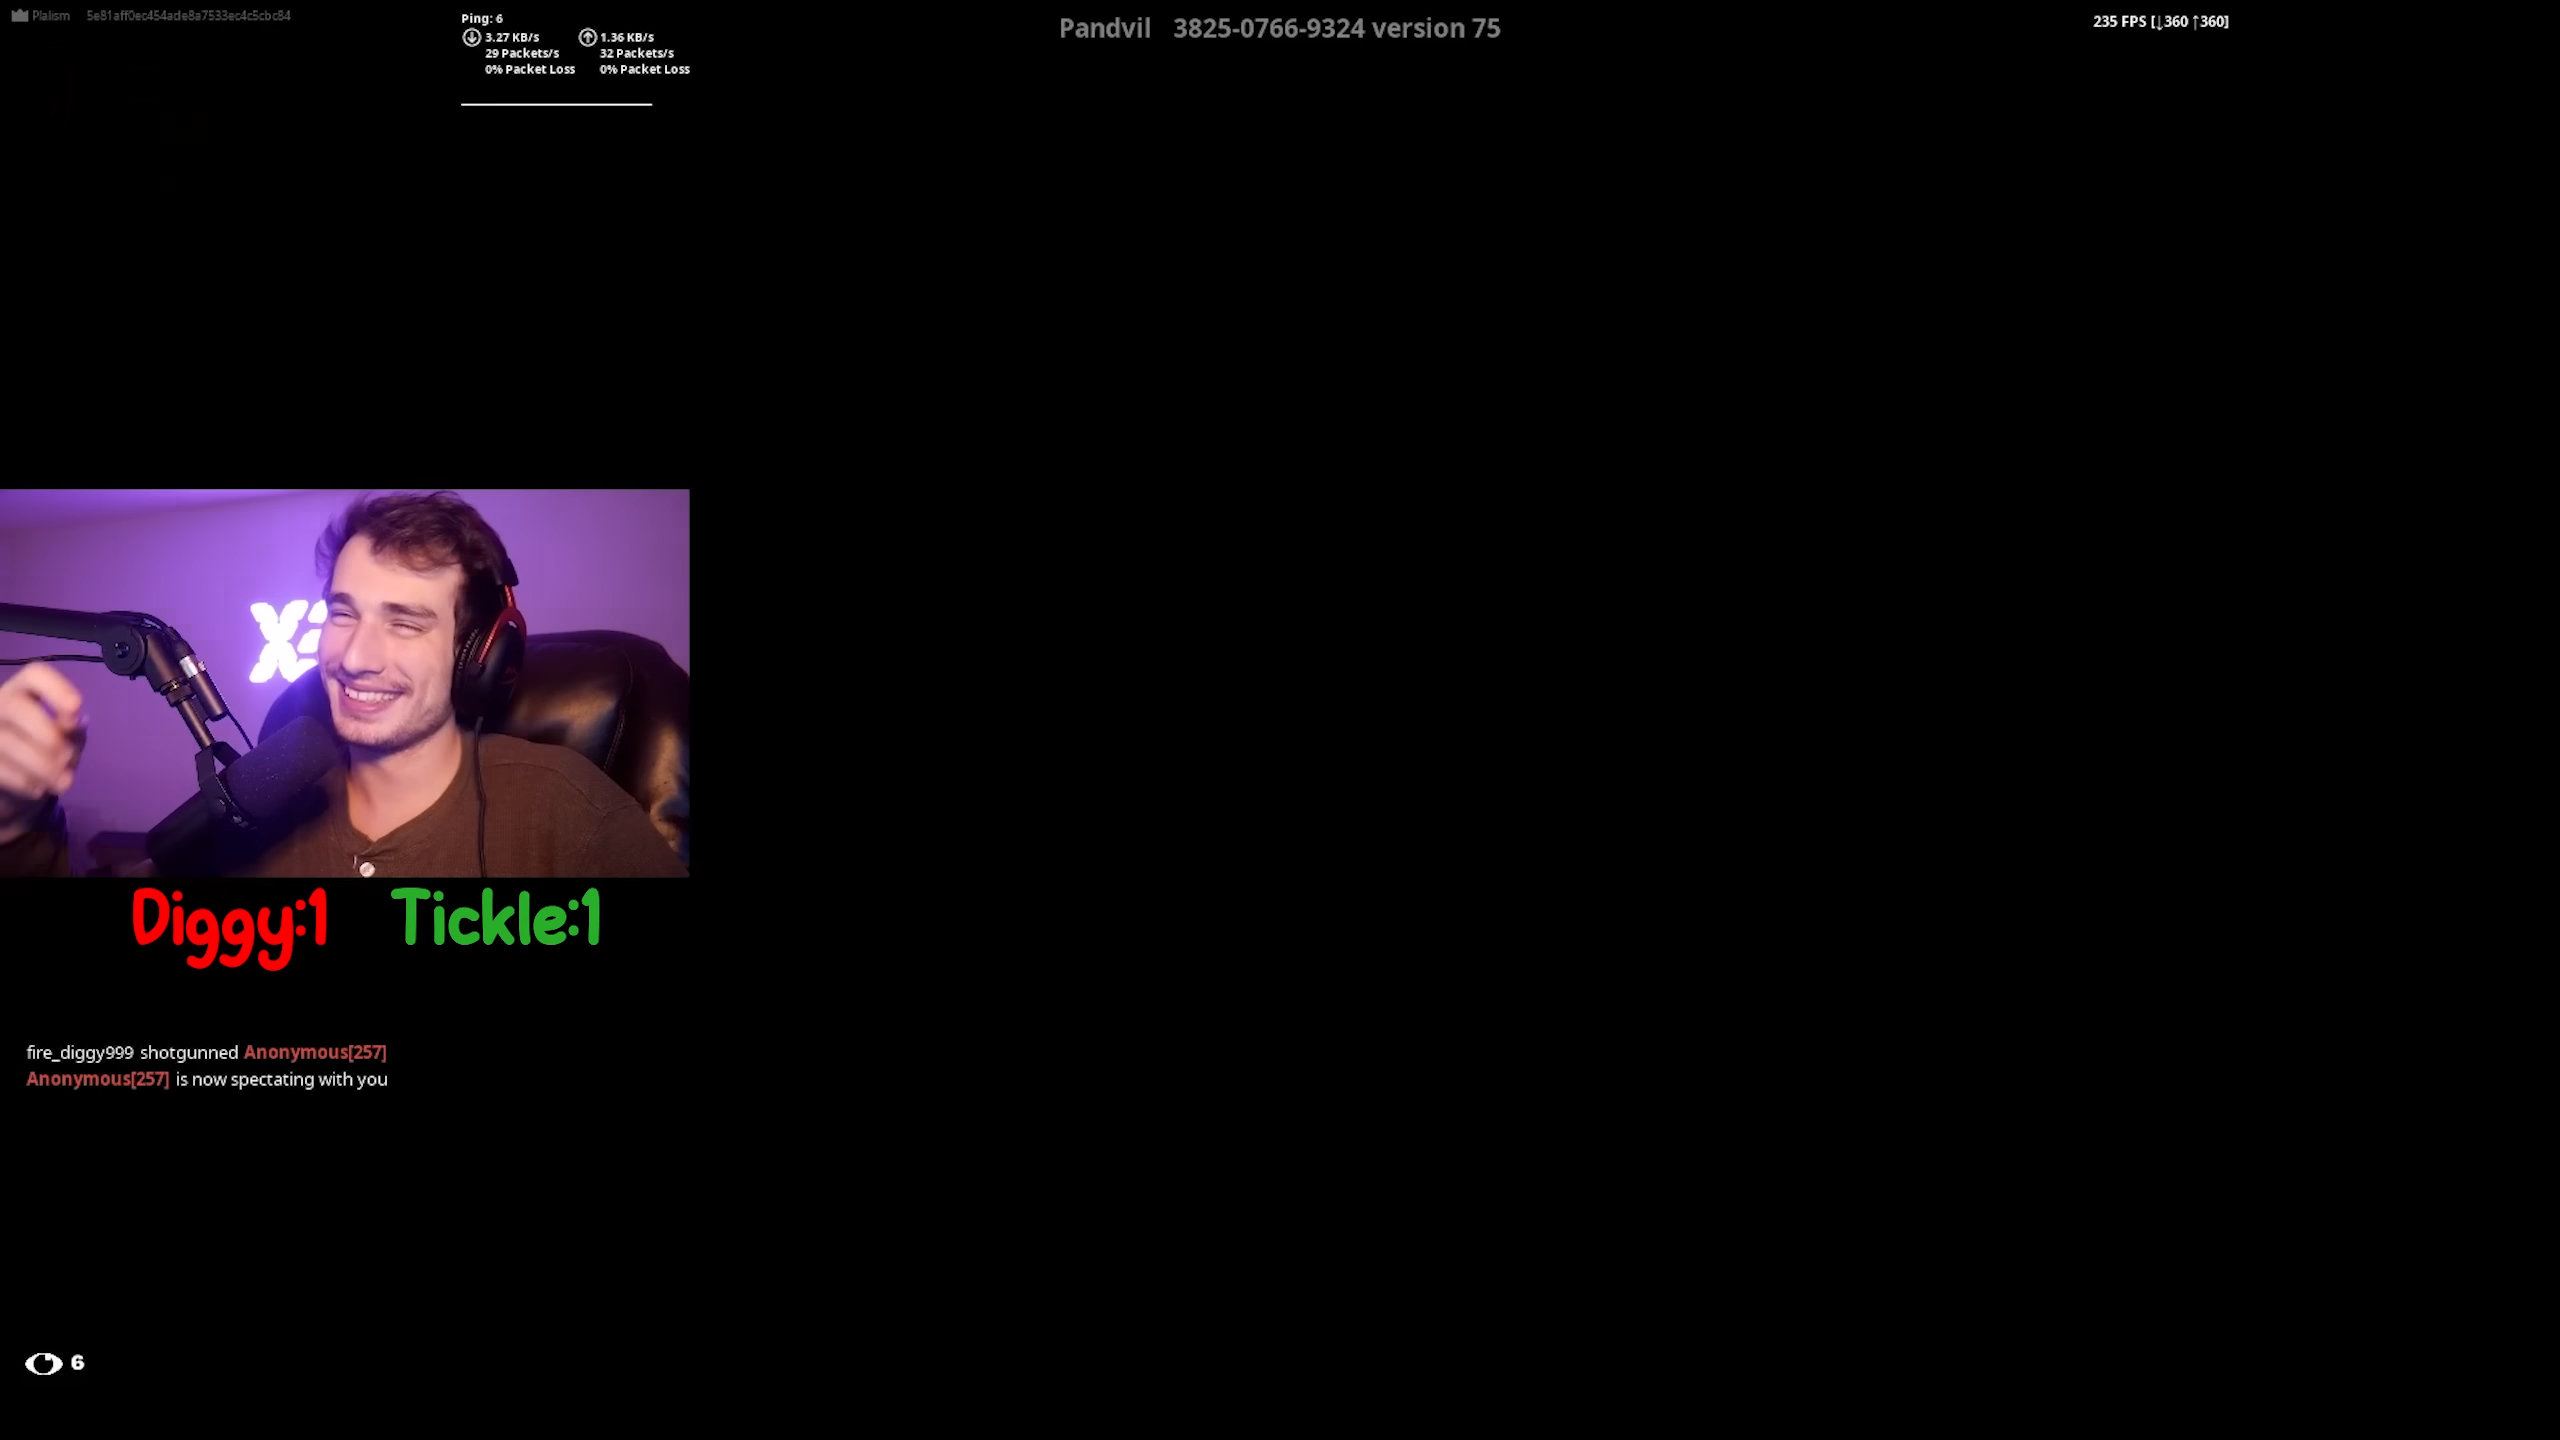 Plalism 5e81aff0ec454ade8a7533ec4c5cbc84
Ping: 6
3.27 KB/s 1.36 KB/s
29 Packets/s 32 Packets/s
0% Packet Loss 0% Packet Loss
Pandvil 3825-0766-9324 version 75
235 FPS [↓360 ↑360]
Diggy:1 Tickle:1
fire_diggy999 shotgunned Anonymous[257]
Anonymous[257] is now spectating with you
6